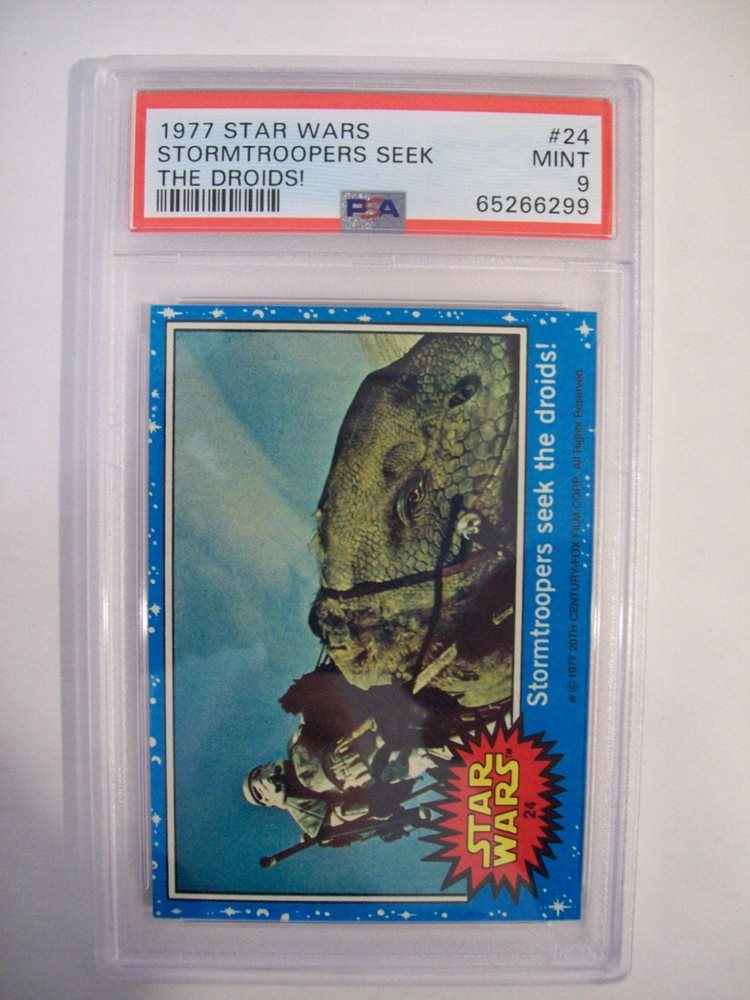 1977 STAR WARS
#24
STORMTROOPERS SEEK
MINT
THE DROIDS!
9
PSA
65266299
Stormtroopers seek the droids!
★ © 1977 20TH CENTURY-FOX FILM CORP. All Rights Reserved.
STAR
WARS™
24